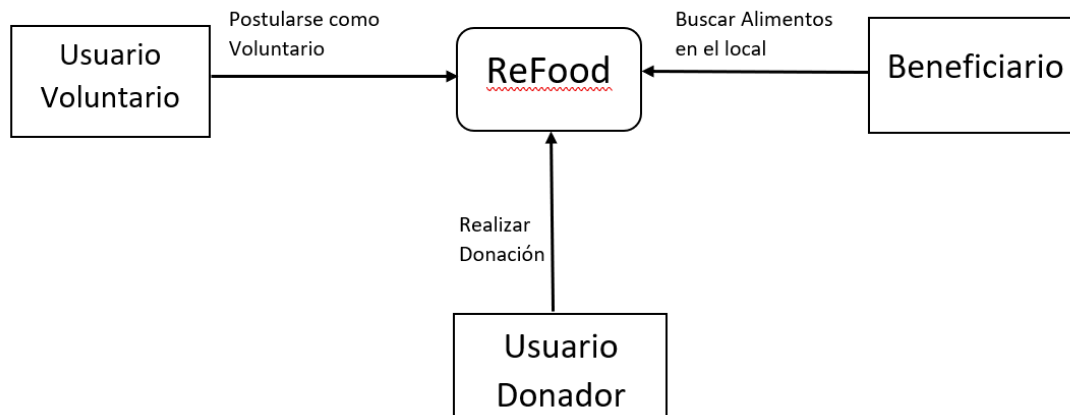 Postularse como
Voluntario
Usuario
Voluntario
ReFood
Buscar Alimentos
en el local
Beneficiario
Realizar
Donación
Usuario
Donador